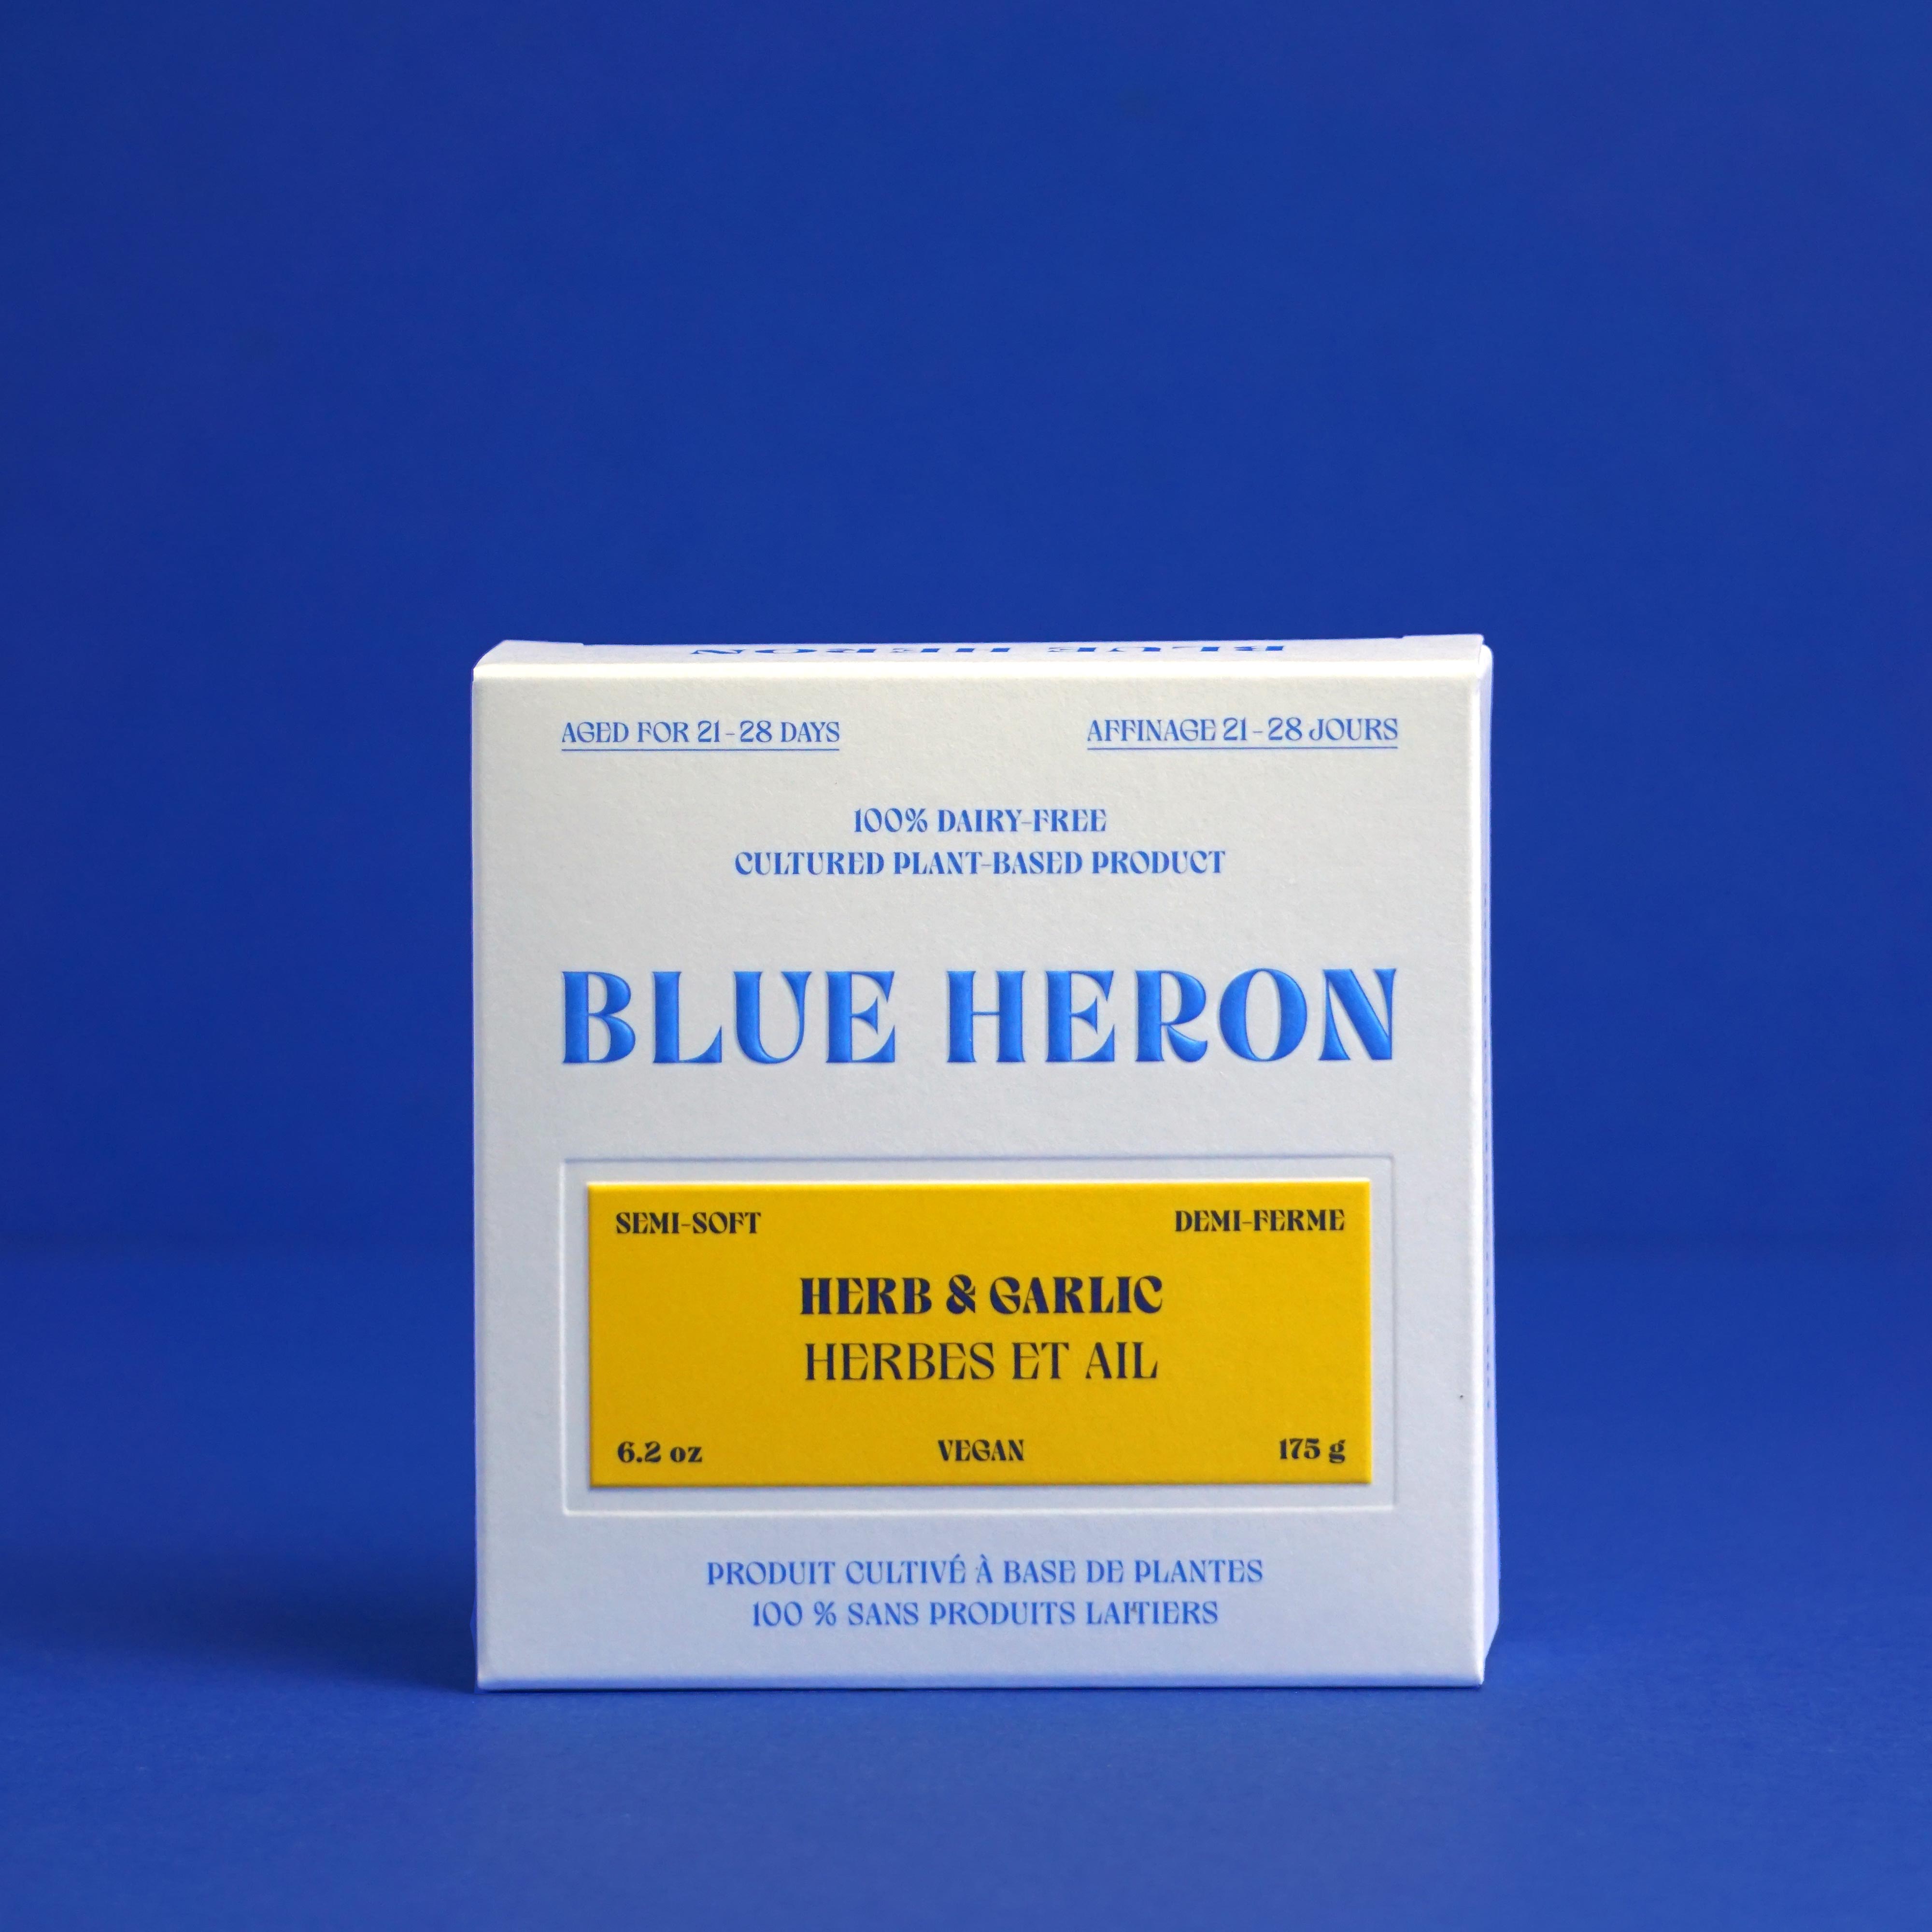 BLUE HERON
AGED FOR 21-28 DAYS
AFFINAGE 21-28 JOURS
100% DAIRY-FREE
CULTURED PLANT-BASED PRODUCT
BLUE HERON
SEMI-SOFT
DEMI-FERME
HERB & GARLIC
HERBES ET AIL
6.2 oz
VEGAN
175 g
PRODUIT CULTIVÉ À BASE DE PLANTES
100 % SANS PRODUITS LAITIERS